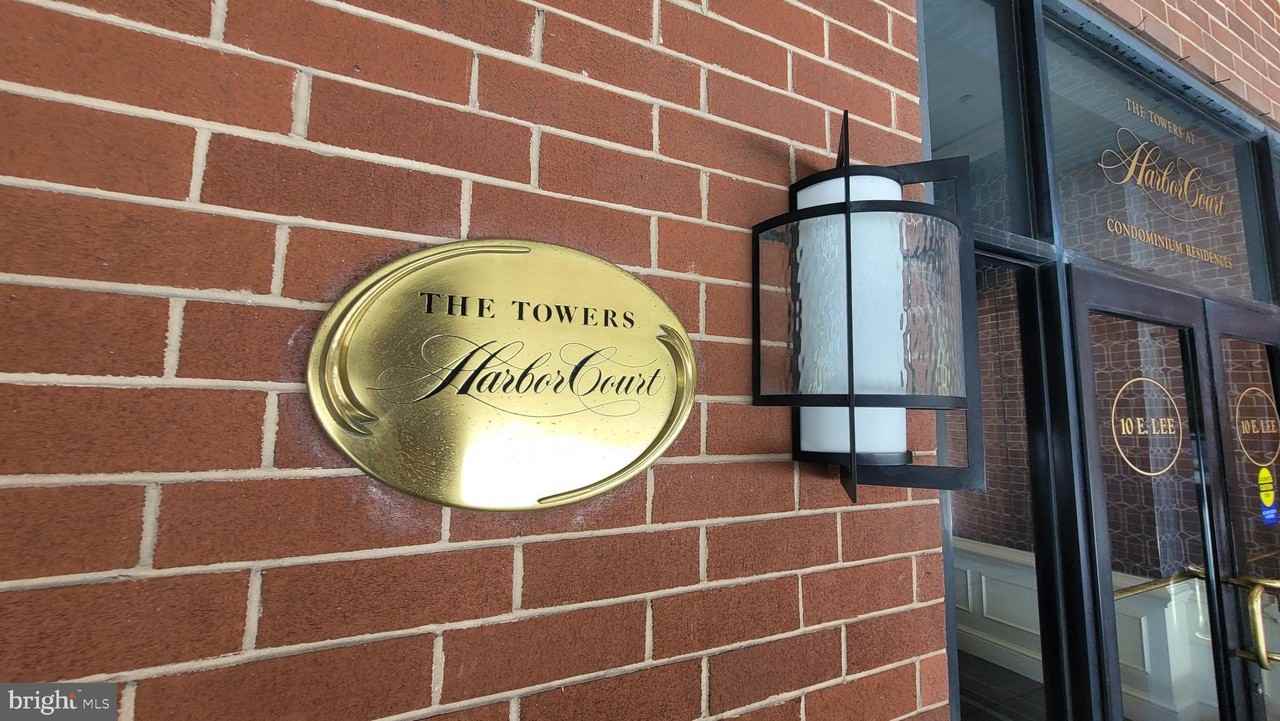 THE TOWERS
HarborCourt
THE TOWERS AT
HarborCourt
CONDOMINIUM RESIDENCES
10 E. LEE
10 E. LEE
bright MLS